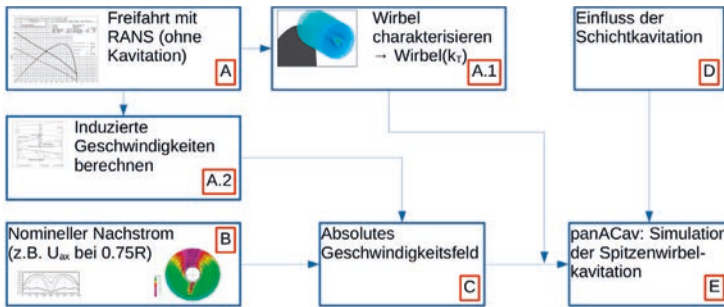 Freifahrt mit
RANS (ohne
Kavitation)
A
Wirbel
charakterisieren
→ Wirbel(k_T)
A.1
Einfluss der
Schichtkavitation
D
Induzierte
Geschwindigkeiten
berechnen
A.2
Nomineller Nachstrom
(z.B. U_ax bei 0.75R)
B
Absolutes
Geschwindigkeitsfeld
C
panACav: Simulation
der Spitzenwirbel-
kavitation
E